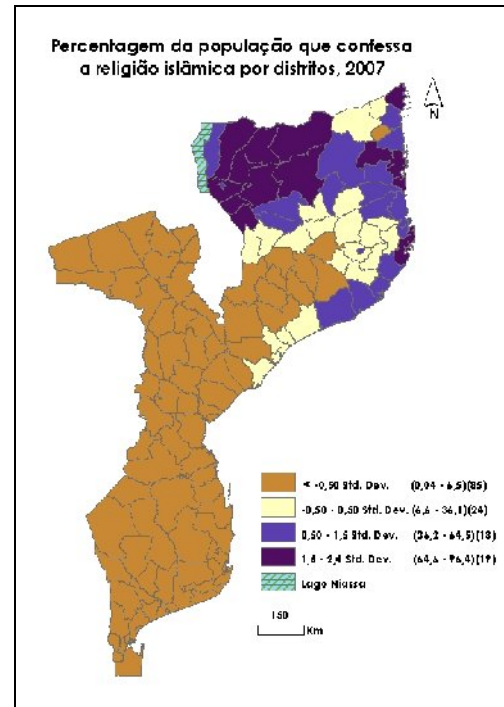 Percentagem da população que confessa
a religião islâmica por distritos, 2007
N
< -0,50 Std. Dev. (0,04 - 6,5)(85)
-0,50 - 0,50 Std. Dev. (6,6 - 36,1)(24)
0,50 - 1,5 Std. Dev. (36,2 - 64,5)(18)
1,5 - 2,4 Std. Dev. (64,6 - 96,4)(19)
Lago Niassa
150
Km